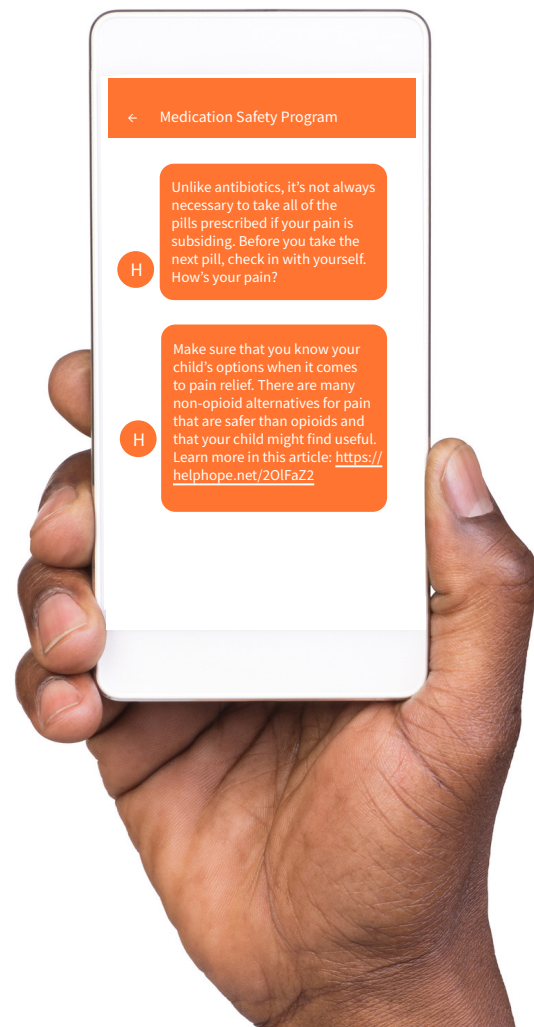 ← Medication Safety Program
Unlike antibiotics, it’s not always
necessary to take all of the
pills prescribed if your pain is
subsiding. Before you take the
next pill, check in with yourself.
How’s your pain?
H
Make sure that you know your
child’s options when it comes
to pain relief. There are many
non-opioid alternatives for pain
that are safer than opioids and
that your child might find useful.
Learn more in this article: https://
helphope.net/2OlFaZ2
H